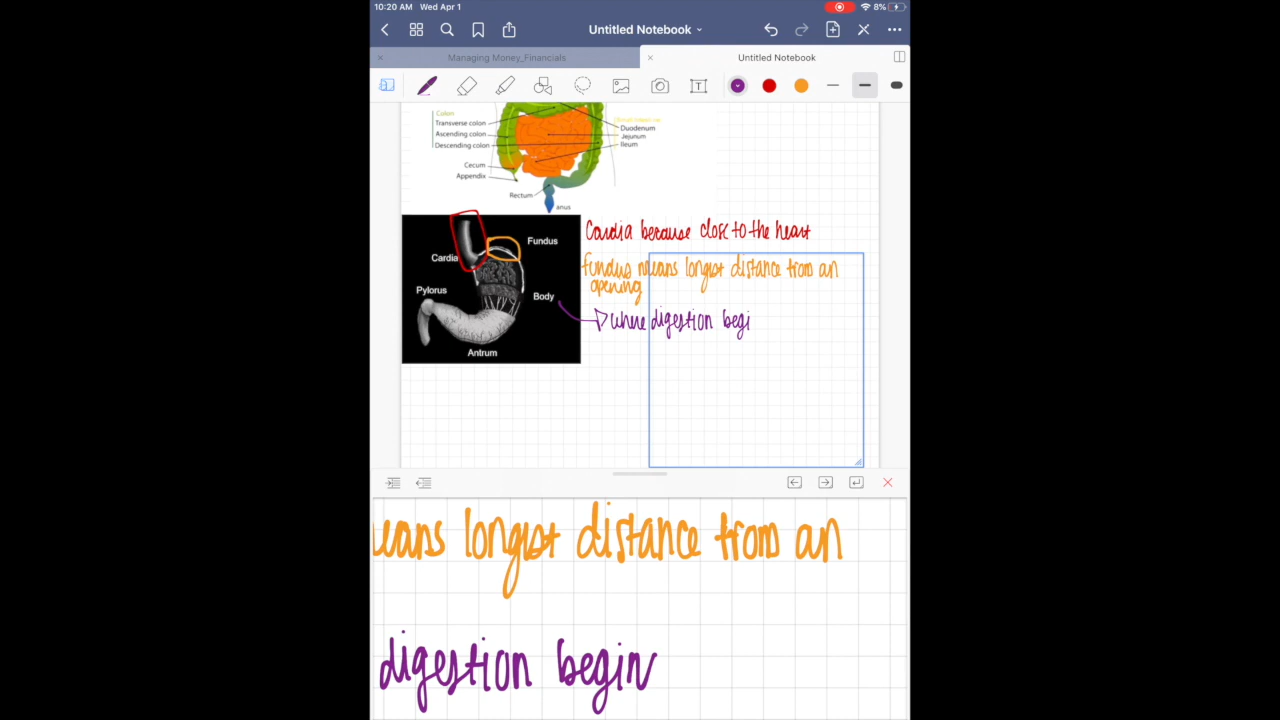 10:20 AM Wed Apr 1
8%
Untitled Notebook
Managing Money_Financials
Untitled Notebook
T
Colon
Transverse colon
Ascending colon
Descending colon
Cecum
Appendix
Rectum
anus
Duodenum
Jejunum
Ileum
Cardia
Fundus
Pylorus
Body
Antrum
Cardia because close to the heart
fundus means longest distance from an
opening
where digestion begi
eans longest distance from an
digestion begin